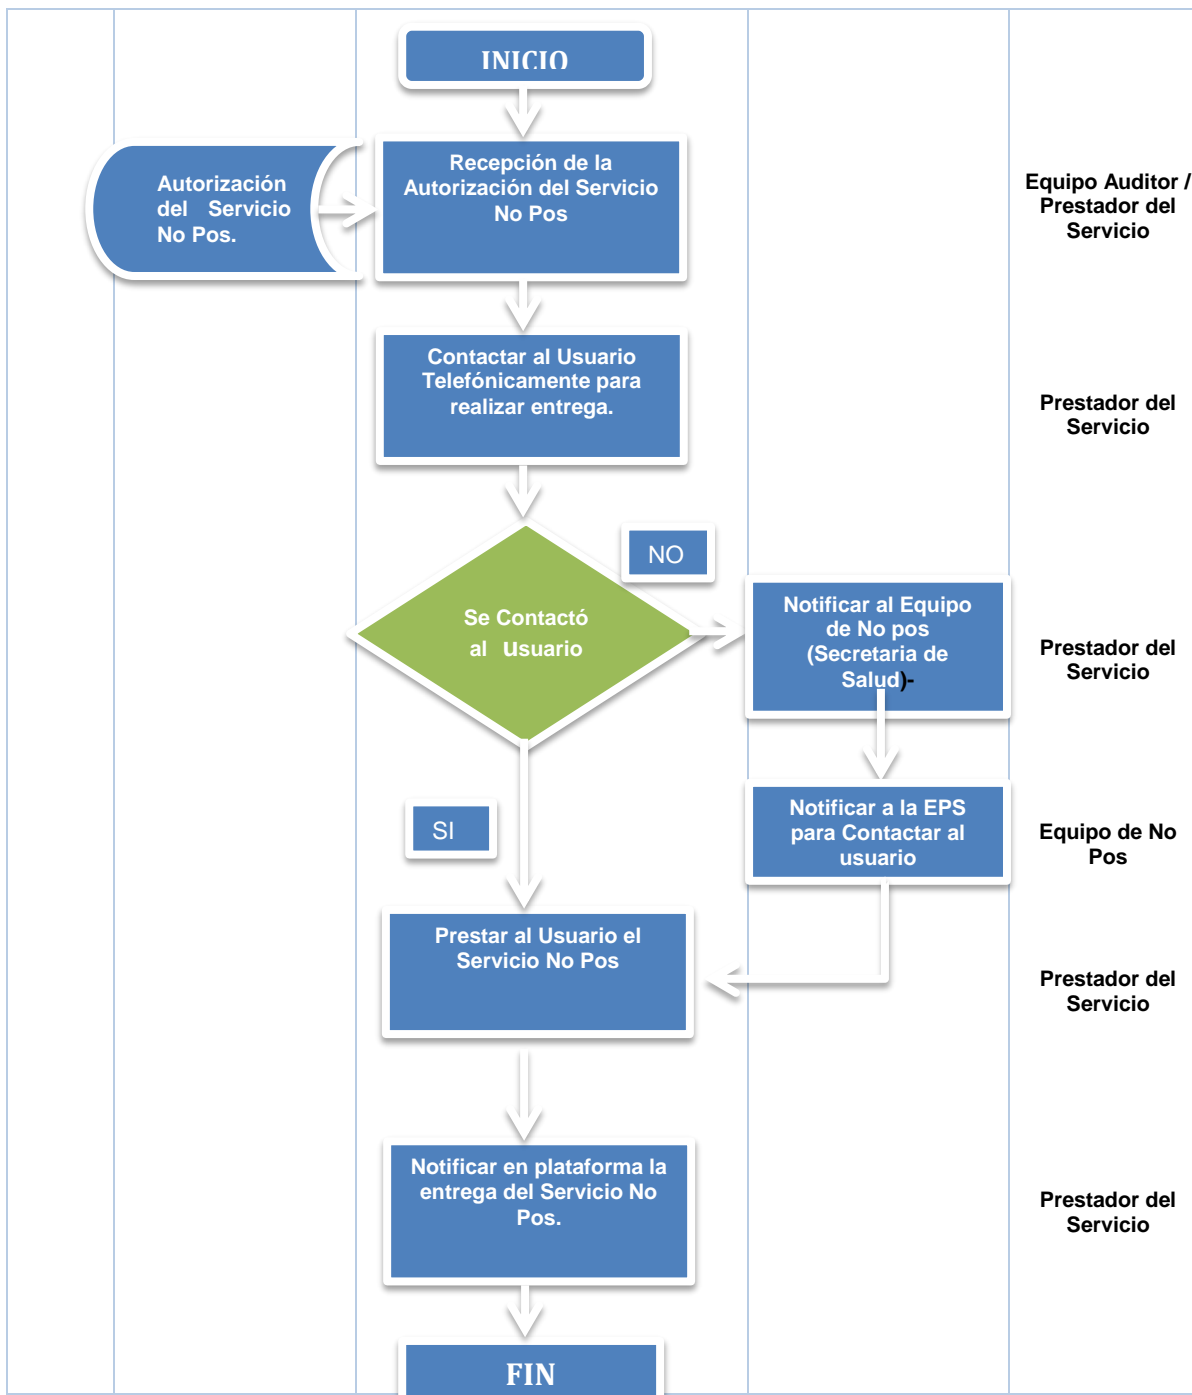 INICIO
Autorización
del Servicio
No Pos.
Recepción de la
Autorización del Servicio
No Pos
Equipo Auditor /
Prestador del
Servicio
Contactar al Usuario
Telefónicamente para
realizar entrega.
Prestador del
Servicio
Se Contactó
al usuario
NO
Notificar al Equipo
de No pos
(Secretaria de
Salud)-
Prestador del
Servicio
SI
Notificar a la EPS
para Contactar al
usuario
Equipo de No
Pos
Prestar al Usuario el
Servicio No Pos
Prestador del
Servicio
Notificar en plataforma la
entrega del Servicio No
Pos.
Prestador del
Servicio
FIN